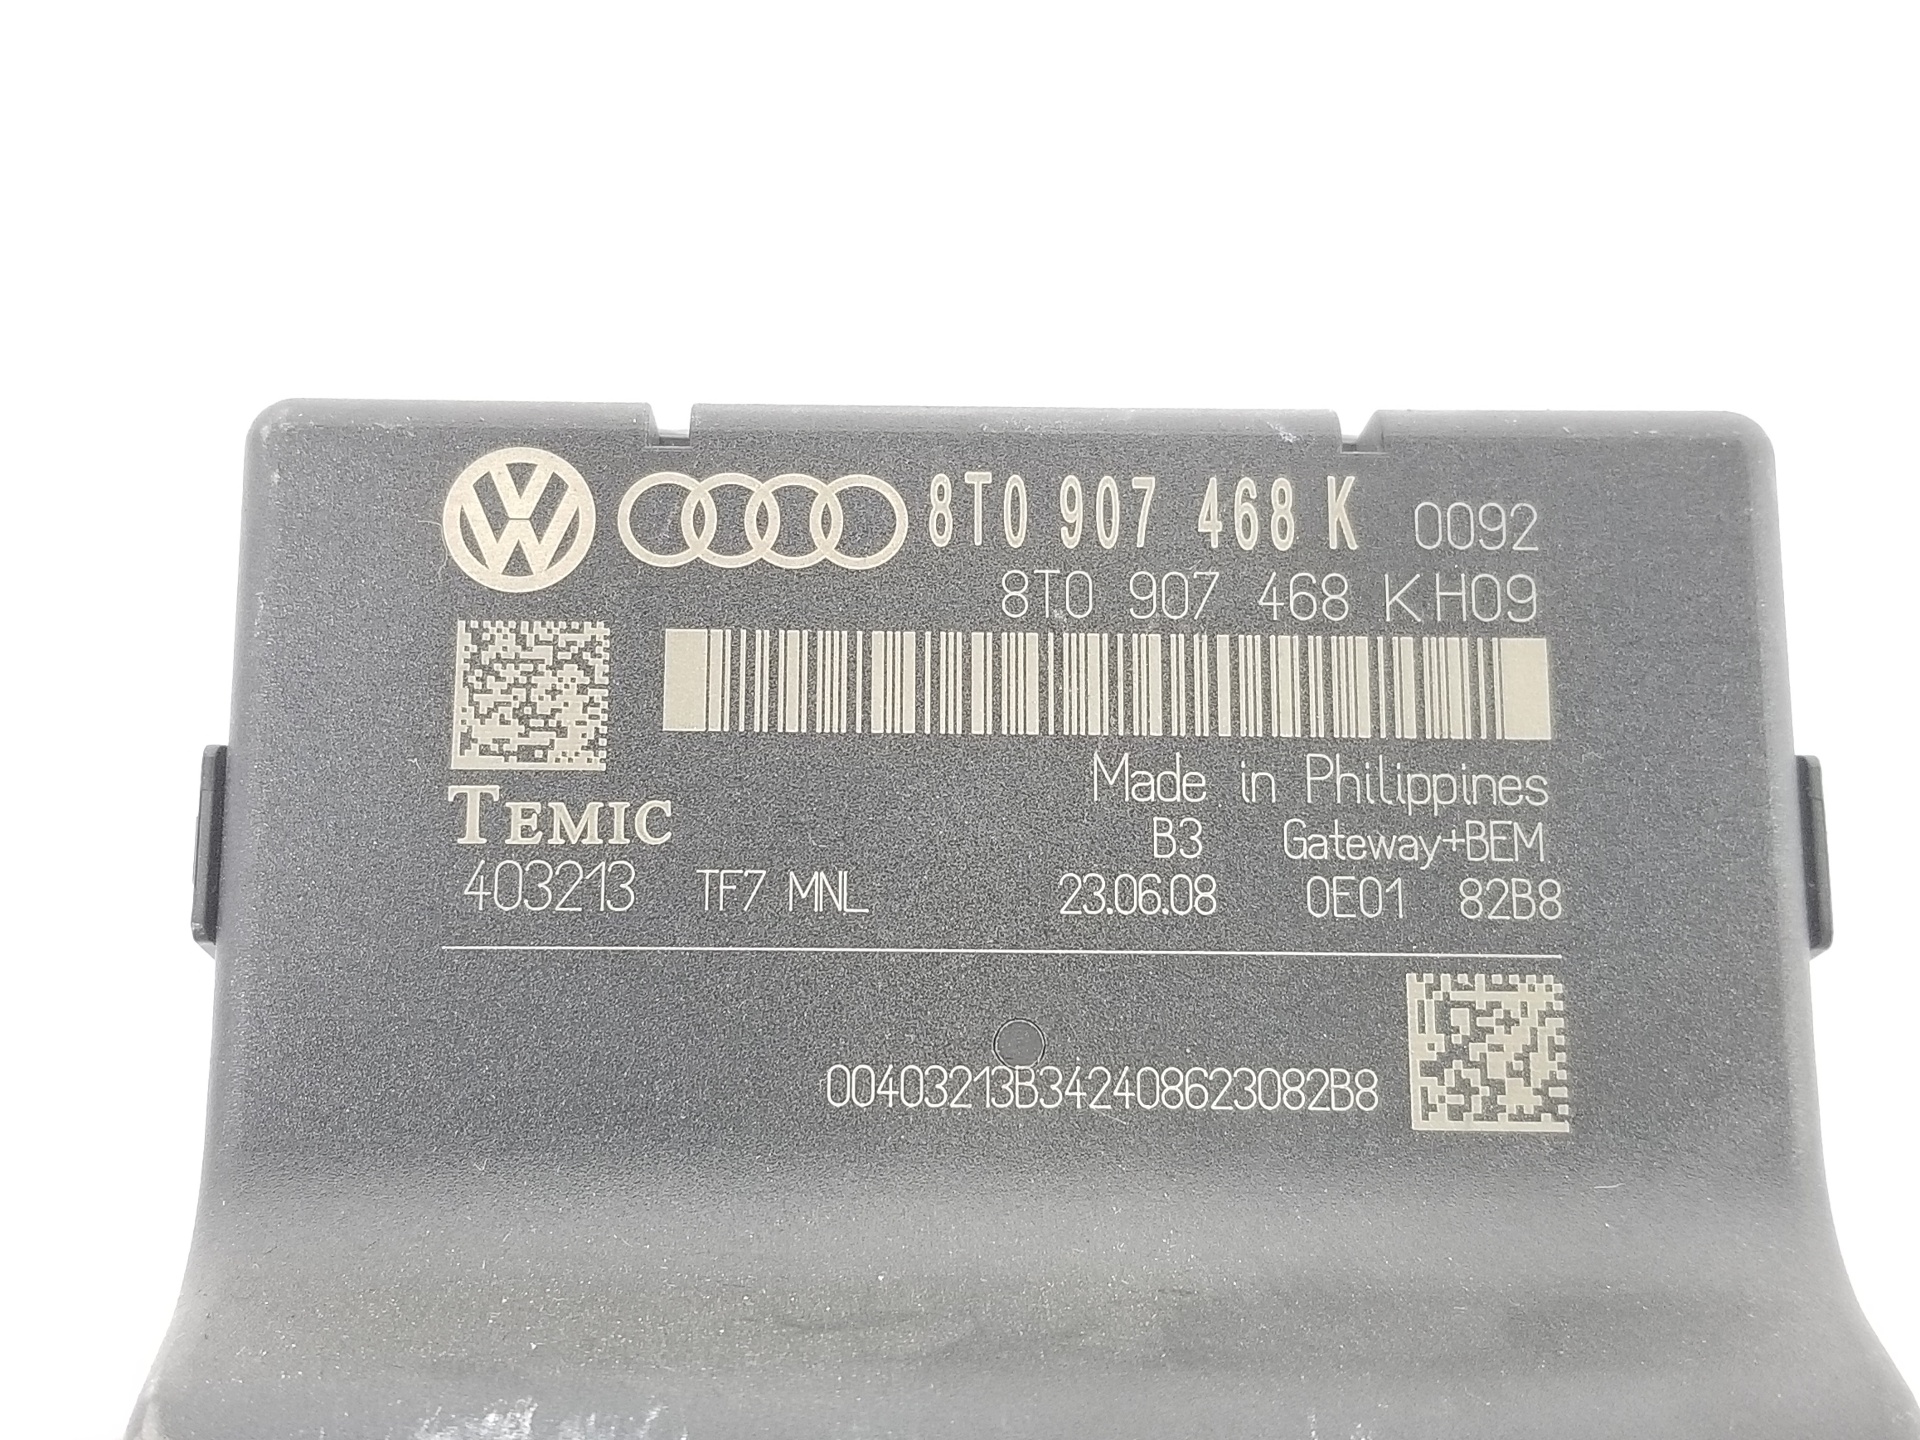 8T0 907 468 K 0092
8T0 907 468 KH09
TEMIC
Made in Philippines
B3 Gateway+BEM
403213 TF7 MNL 23.06.08 0E01 82B8
00403213B342408623082B8